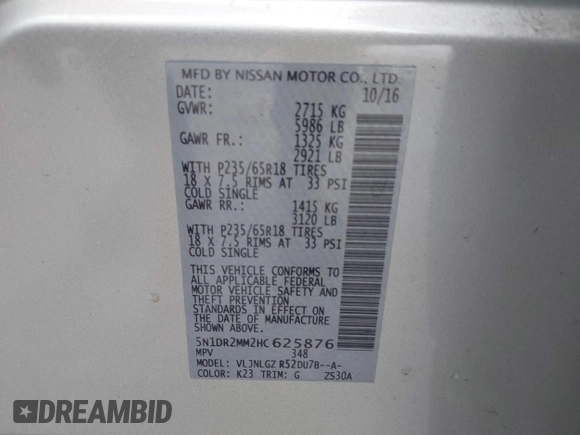 MFD BY NISSAN MOTOR CO., LTD.
DATE: 10/16
GVWR: 2715 KG
5986 LB
GAWR FR.: 1325 KG
2921 LB
WITH P235/65R18 TIRES
18 X 7.5 RIMS AT 33 PSI
COLD SINGLE
GAWR RR.: 1415 KG
3120 LB
WITH P235/65R18 TIRES
18 X 7.5 RIMS AT 33 PSI
COLD SINGLE
THIS VEHICLE CONFORMS TO
ALL APPLICABLE FEDERAL
MOTOR VEHICLE SAFETY AND
THEFT PREVENTION
STANDARDS IN EFFECT ON
THE DATE OF MANUFACTURE
SHOWN ABOVE.
5N1DR2MM2HC625876
MPV 348
MODEL: VLJNLGZ R52DU7B--A-
COLOR: K23 TRIM: G ZS30A
DREAMBID
DREAMBID